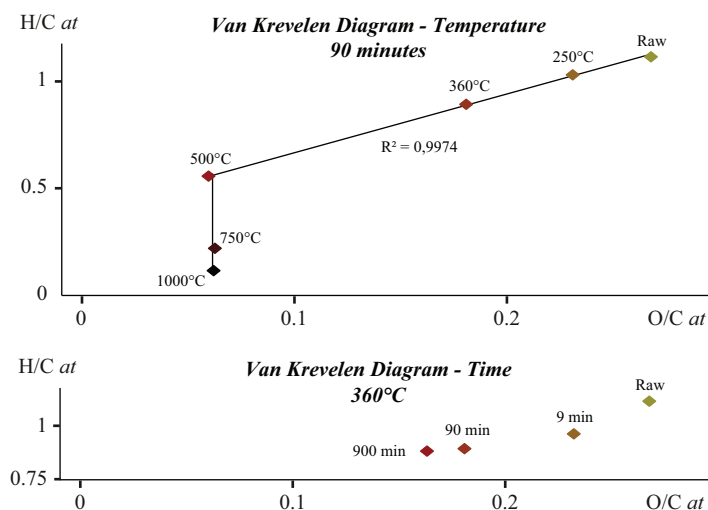 H/C at
Van Krevelen Diagram - Temperature
90 minutes
Raw
250°C
1
360°C
R² = 0,9974
500°C
0.5
750°C
1000°C
0
0
0.1
0.2
O/C at
H/C at
Van Krevelen Diagram - Time
360°C
Raw
1
90 min
9 min
900 min
0.75
0
0.1
0.2
O/C at